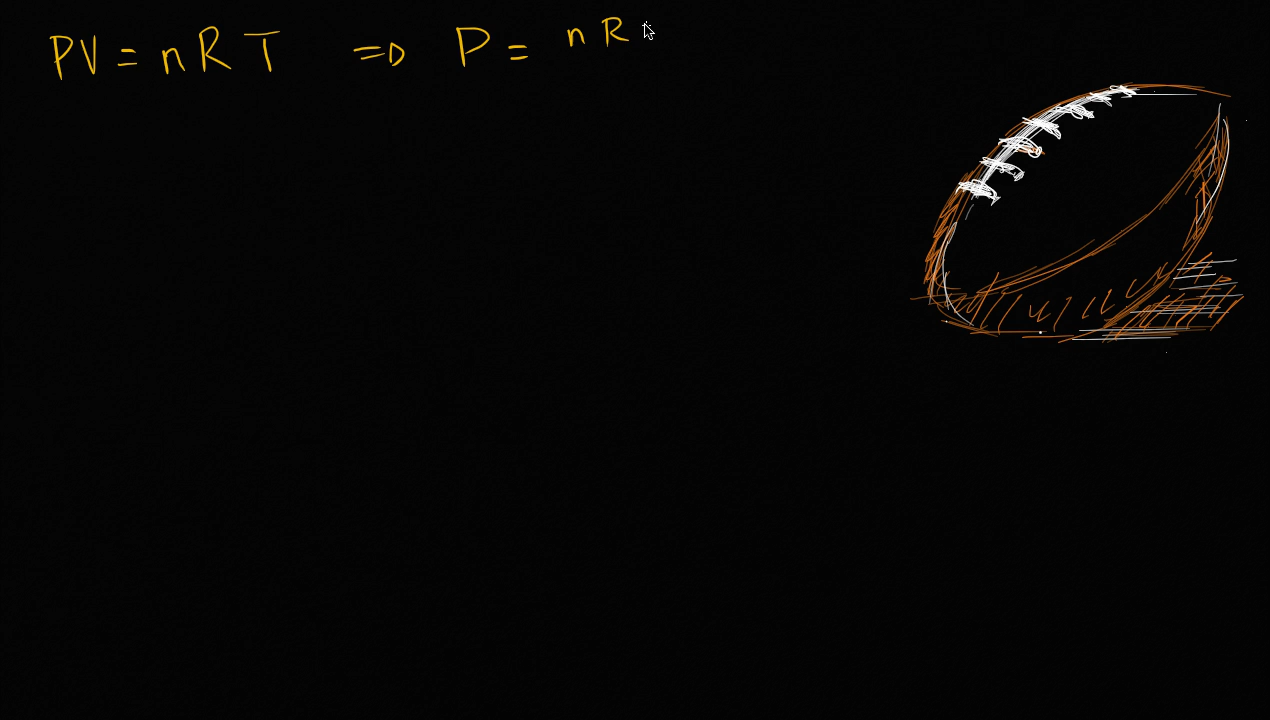 PV = nRT ⇒ P = nR